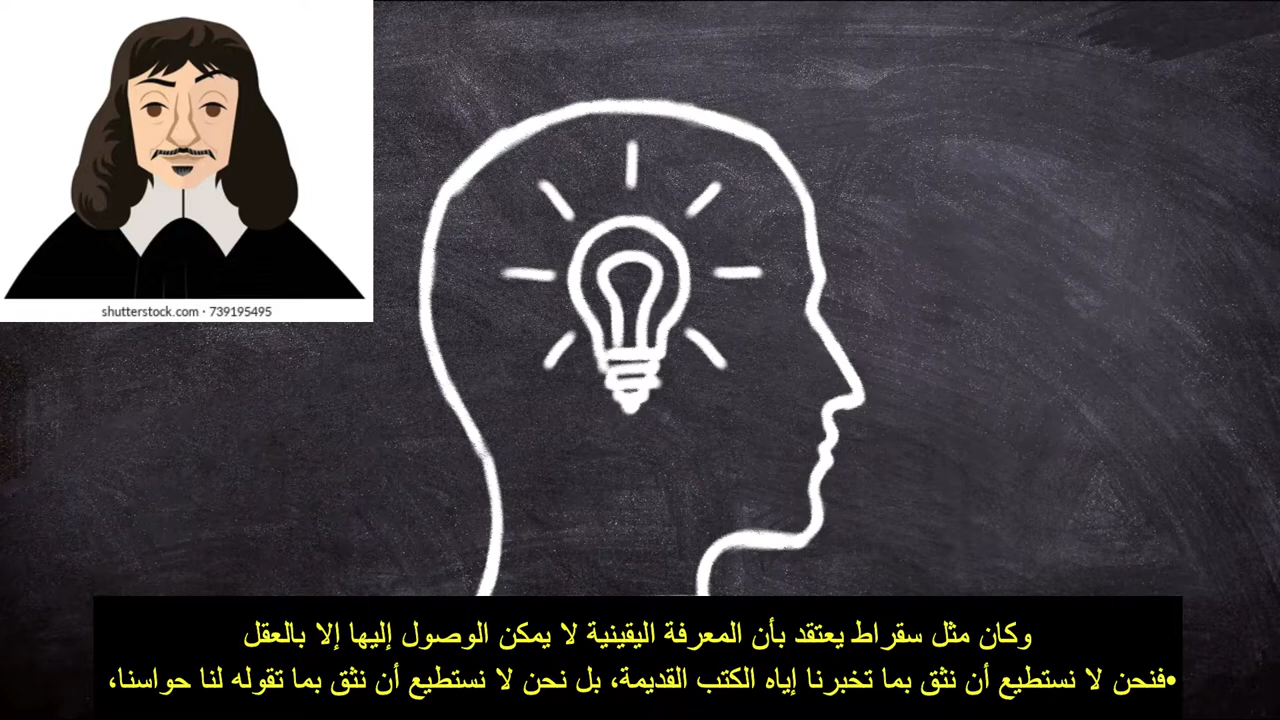 shutterstock.com · 739195495
وكان مثل سقراط يعتقد بأن المعرفة اليقينية لا يمكن الوصول إليها إلا بالعقل
•فنحن لا نستطيع أن نثق بما تخبرنا إياه الكتب القديمة، بل نحن لا نستطيع أن نثق بما تقوله لنا حواسنا،